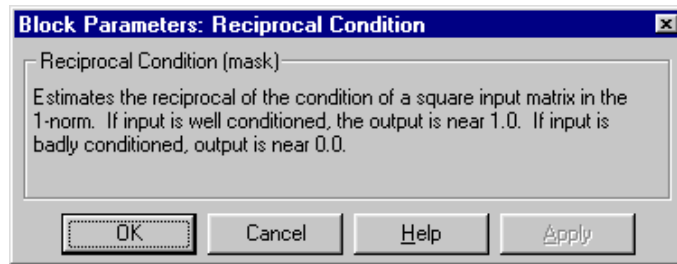 Block Parameters: Reciprocal Condition
Reciprocal Condition (mask)
Estimates the reciprocal of the condition of a square input matrix in the
1-norm.  If input is well conditioned, the output is near 1.0.  If input is
badly conditioned, output is near 0.0.
OK Cancel Help Apply